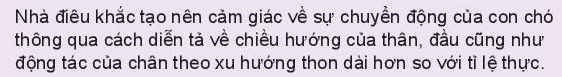 Nhà điêu khắc tạo nên cảm giác về sự chuyển động của con chó
thông qua cách diễn tả về chiều hướng của thân, đầu cũng như
động tác của chân theo xu hướng thon dài hơn so với tỉ lệ thực.